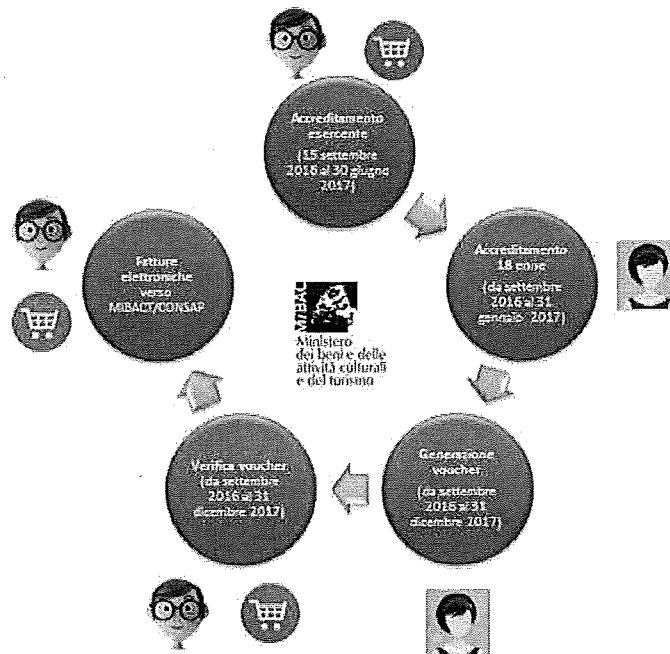 Accreditamento
esercente
(15 settembre
2016 al 30 giugno
2017)
Accreditamento
18enne
(da settembre
2016 al 31
gennaio 2017)
Generazione
voucher
(da settembre
2016 al 31
dicembre 2017)
Verifica voucher
(da settembre
2016 al 31
dicembre 2017)
Fatture
elettroniche
verso
MIBACT/CONSAP
MiBAC
Ministero
dei beni e delle
attività culturali
e del turismo